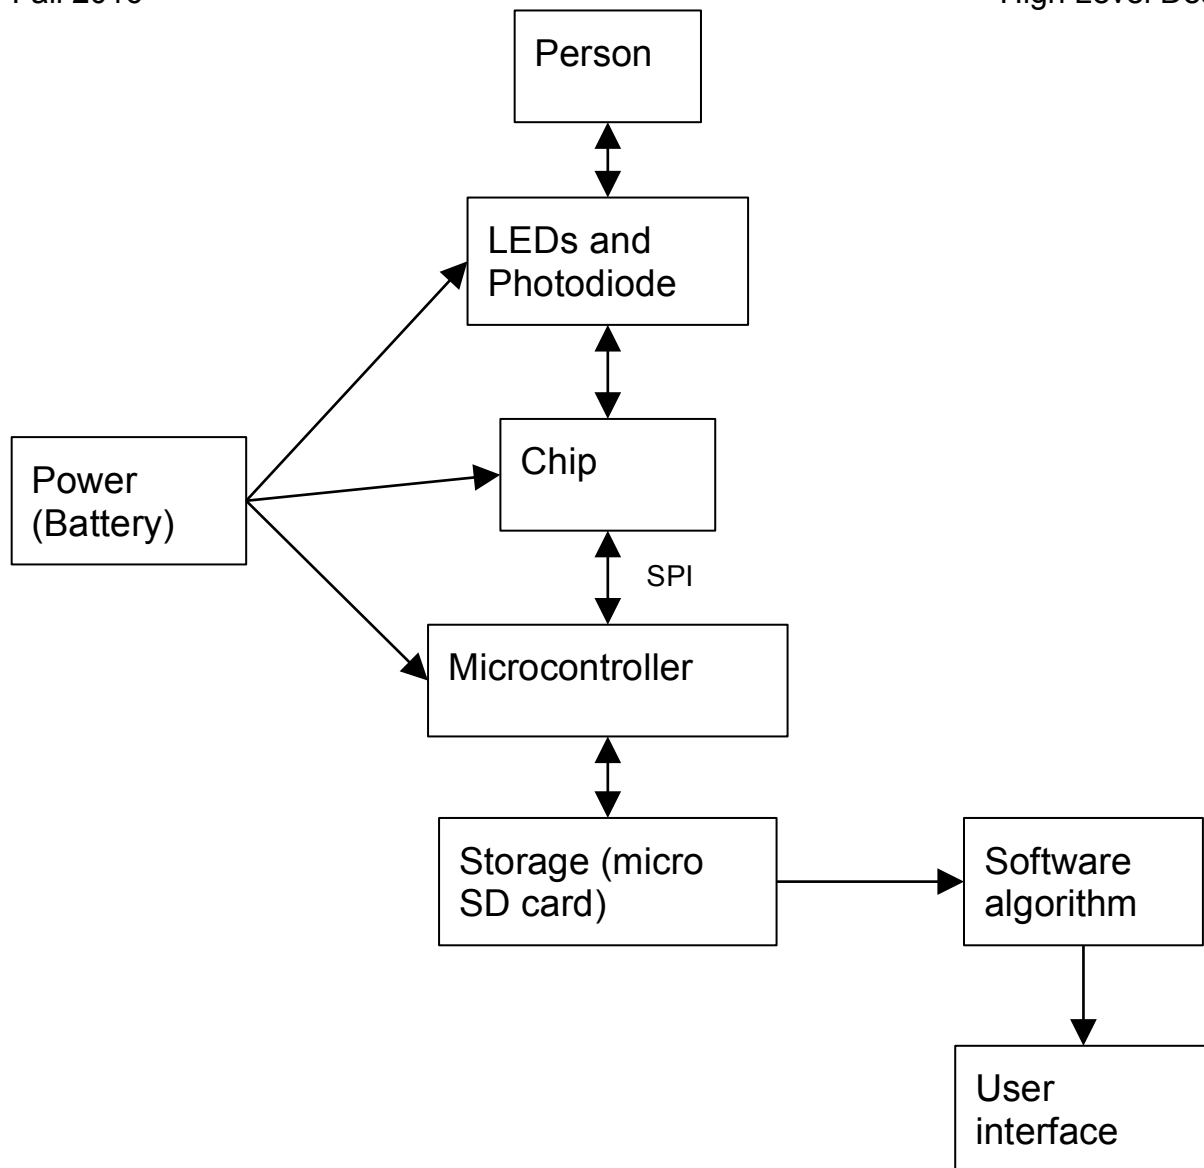 Person
LEDs and
Photodiode
Chip
Power
(Battery)
SPI
Microcontroller
Storage (micro
SD card)
Software
algorithm
User
interface